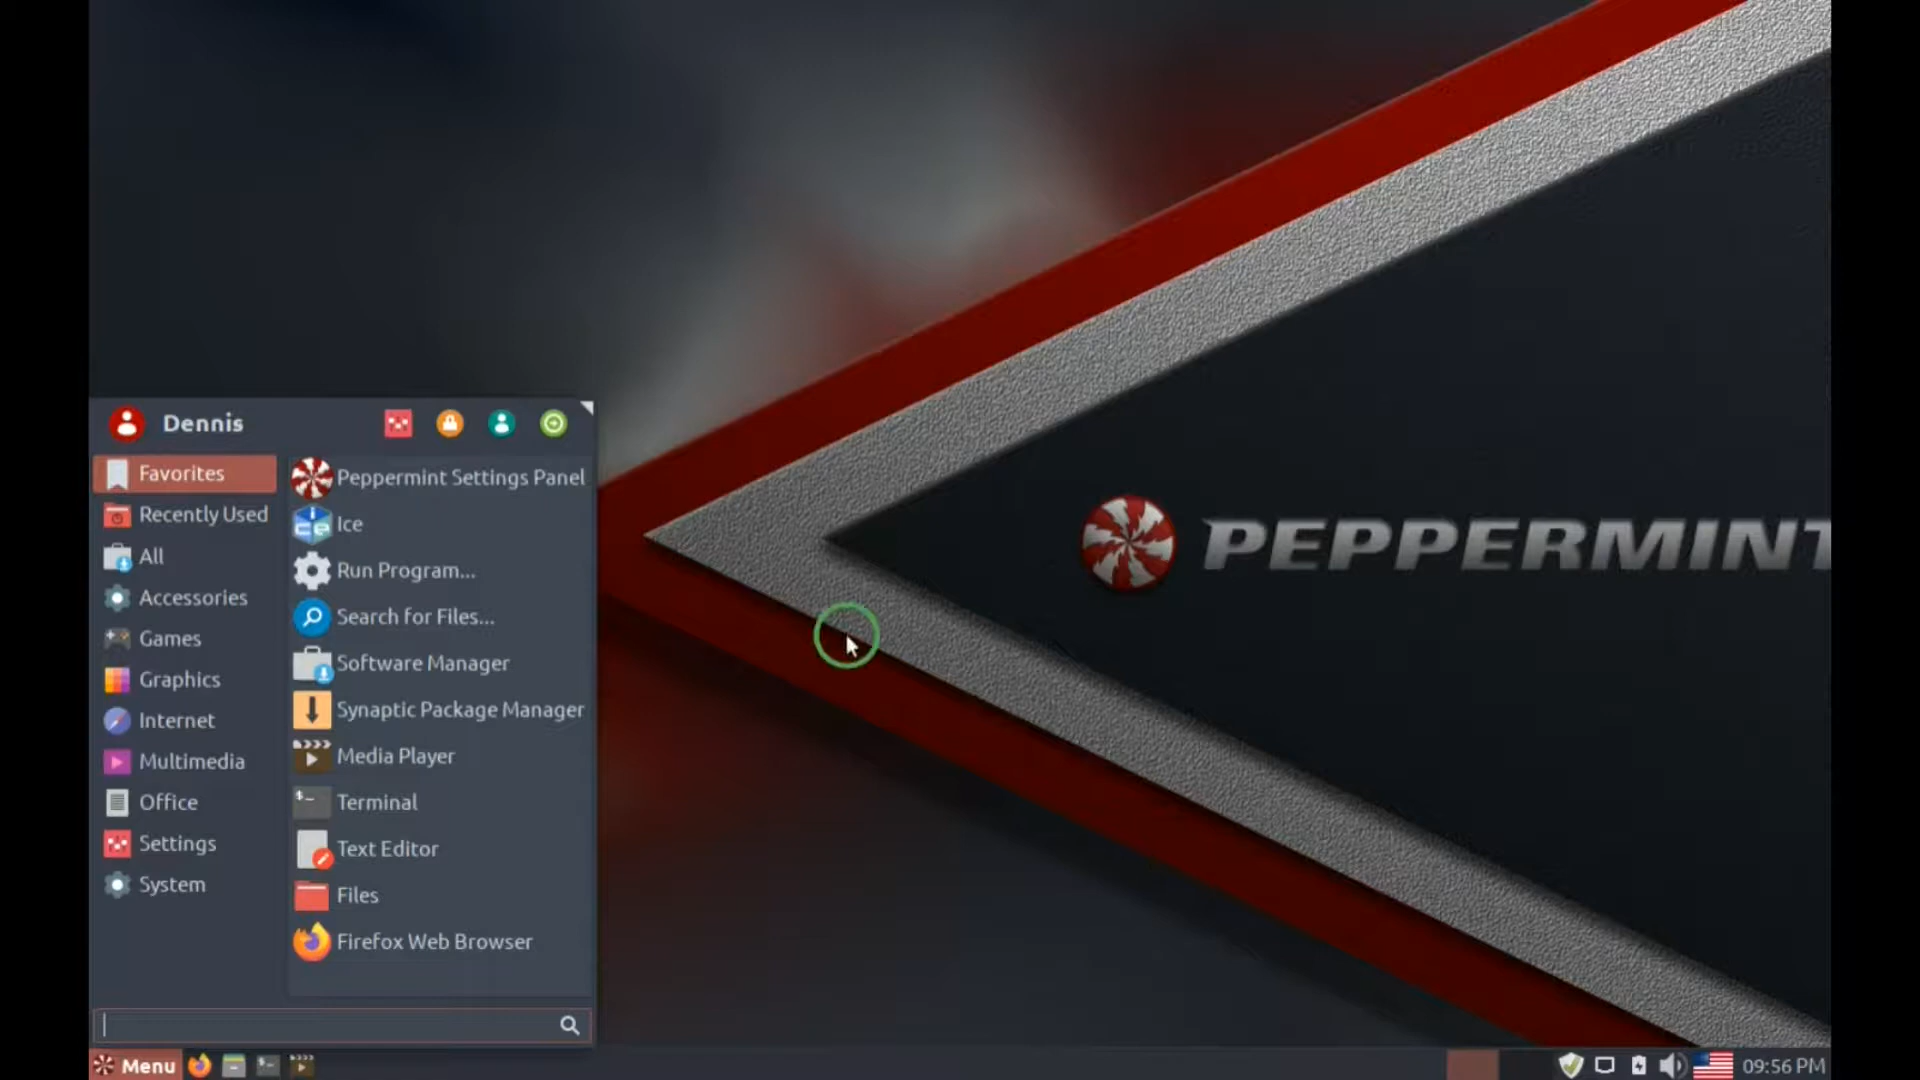 Dennis
Favorites
Recently Used
All
Accessories
Games
Graphics
Internet
Multimedia
Office
Settings
System
Peppermint Settings Panel
Ice
Run Program...
Search for Files...
Software Manager
Synaptic Package Manager
Media Player
Terminal
Text Editor
Files
Firefox Web Browser
PEPPERMINT
Menu
09:56 PM